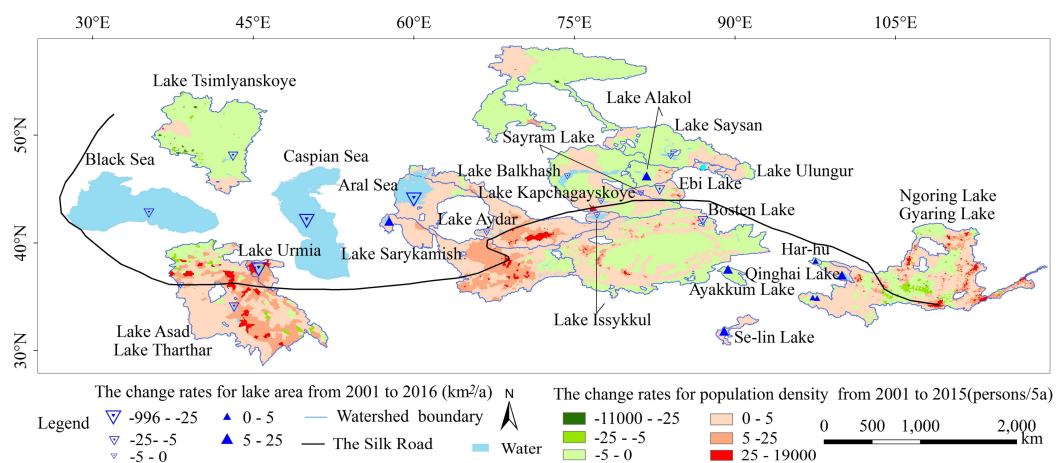 30°E 45°E 60°E 75°E 90°E 105°E
50°N
40°N
30°N
Lake Tsimlyanskoye
Black Sea
Caspian Sea
Aral Sea
Lake Alakol
Sayram Lake
Lake Saysan
Lake Balkhash
Lake Ulungur
Lake Kapchagayskoye
Ebi Lake
Lake Aydar
Bosten Lake
Ngoring Lake
Gyaring Lake
Lake Urmia
Lake Sarykamish
Har-hu
Qinghai Lake
Ayakkum Lake
Lake Issykkul
Lake Asad
Lake Tharthar
Se-lin Lake
The change rates for lake area from 2001 to 2016 (km²/a)
Legend
-996 - -25
-25 - -5
-5 - 0
0 - 5
5 - 25
Watershed boundary
The Silk Road
N
Water
The change rates for population density from 2001 to 2015(persons/5a)
-11000 - -25
-25 - -5
-5 - 0
0 - 5
5 -25
25 - 19000
0 500 1,000 2,000
km